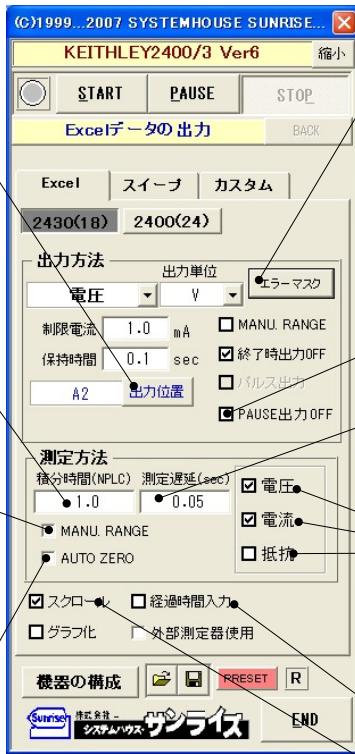 (C)1999...2007 SYSTEMHOUSE SUNRISE...
KEITHLEY2400/3 Ver6 縮小
START PAUSE STOP
Excelデータの出力 BACK
Excel スイープ カスタム
2430(18) 2400(24)
出力方法
出力単位
電圧 V エラーマスク
制限電流 1.0 mA MANU. RANGE
保持時間 0.1 sec 終了時出力OFF
A2 出力位置 パルス出力
PAUSE出力OFF
測定方法
積分時間(NPLC) 測定遅延(sec) 電圧
1.0 0.05
MANU. RANGE 電流
AUTO ZERO 抵抗
スクロール 経過時間入力
グラフ化 外部測定器使用
機器の構成 PRESET R
Sunrise 株式会社 サンライズ END
システムハウス・